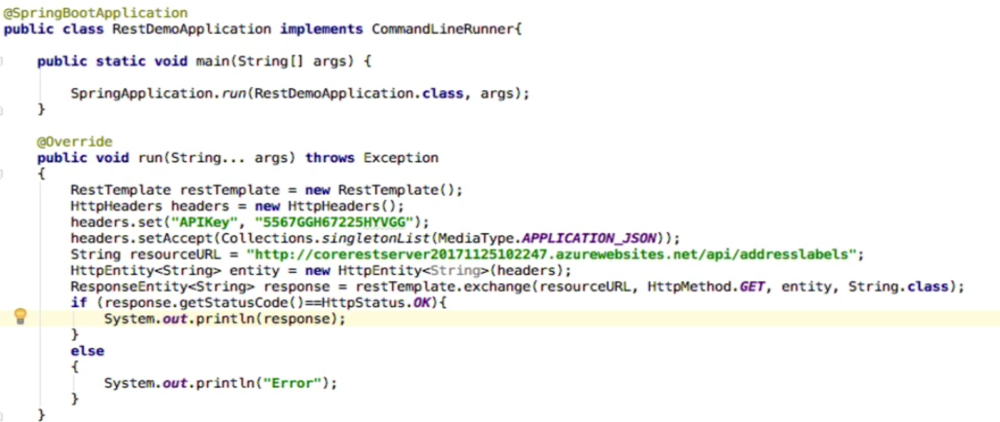 @SpringBootApplication
public class RestDemoApplication implements CommandLineRunner{
public static void main(String[] args) {
SpringApplication.run(RestDemoApplication.class, args);
}
@Override
public void run(String... args) throws Exception
{
RestTemplate restTemplate = new RestTemplate();
HttpHeaders headers = new HttpHeaders();
headers.set("APIKey", "5567GGH67225HYVGG");
headers.setAccept(Collections.singletonList(MediaType.APPLICATION_JSON));
String resourceURL = "http://corerestserver20171125102247.azurewebsites.net/api/addresslabels";
HttpEntity<String> entity = new HttpEntity<String>(headers);
ResponseEntity<String> response = restTemplate.exchange(resourceURL, HttpMethod.GET, entity, String.class);
if (response.getStatusCode()==HttpStatus.OK){
System.out.println(response);
}
else
{
System.out.println("Error");
}
}